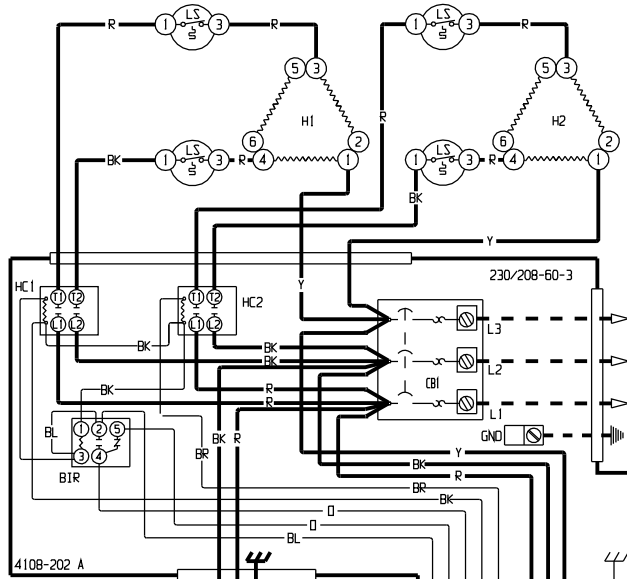 R 1 LS 3 R 1 LS 3 R
S S
5 3 5 3
H1 R H2
6 2 6 2
BK 1 LS 3 R 4 1 1 LS 3 R 4 1
S S
BK
Y
230/208-60-3
HC1 T1 T2 T1 T2 HC2 Y
L1 L2 L1 L2 L3
BK BK
BK L2
BK R CB1
R L1
1 2 5 GND
BL BK R Y
3 4 BR BK
BIR R
BR
BK
O
O
BL
4108-202 A